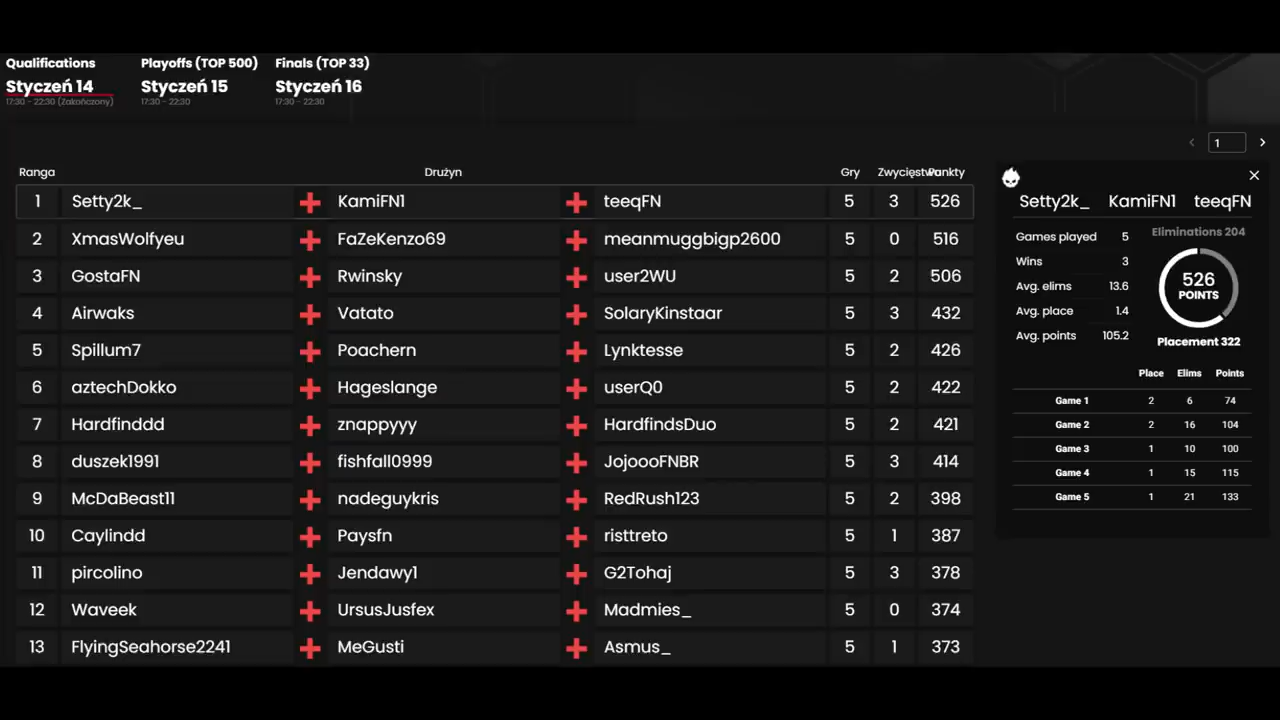 Qualifications Playoffs (TOP 500) Finals (TOP 33)
Styczeń 14 Styczeń 15 Styczeń 16
17:30 - 22:30 (Zakończony) 17:30 - 22:30 17:30 - 22:30
1
Ranga Drużyn Gry Zwycięstwa Punkty
1 Setty2k_ KamiFN1 teeqFN 5 3 526
2 XmasWolfyeu FaZeKenzo69 meanmuggbigp2600 5 0 516
3 GostaFN Rwinsky user2WU 5 2 506
4 Airwaks Vatato SolaryKinstaar 5 3 432
5 Spillum7 Poachern Lynktesse 5 2 426
6 aztechDokko Hageslange userQ0 5 2 422
7 Hardfinddd znappyyy HardfindsDuo 5 2 421
8 duszek1991 fishfall0999 JojoooFNBR 5 3 414
9 McDaBeast11 nadeguykris RedRush123 5 2 398
10 Caylindd Paysfn risttreto 5 1 387
11 pircolino Jendawy1 G2Tohaj 5 3 378
12 Waveek UrsusJusfex Madmies_ 5 0 374
13 FlyingSeahorse2241 MeGusti Asmus_ 5 1 373
Setty2k_ KamiFN1 teeqFN
Games played 5
Wins 3
Avg. elims 13.6
Avg. place 1.4
Avg. points 105.2
Eliminations 204
526
POINTS
Placement 322
Place Elims Points
Game 1 2 6 74
Game 2 2 16 104
Game 3 1 10 100
Game 4 1 15 115
Game 5 1 21 133